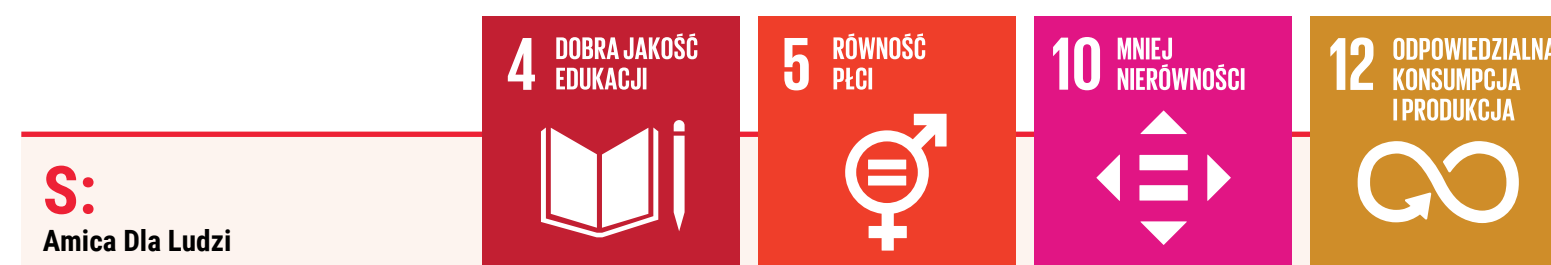 4 DOBRA JAKOŚĆ
EDUKACJI
5 RÓWNOŚĆ
PŁCI
10 MNIEJ
NIERÓWNOŚCI
12 ODPOWIEDZIALNA
KONSUMPCJA
I PRODUKCJA
S:
Amica Dla Ludzi